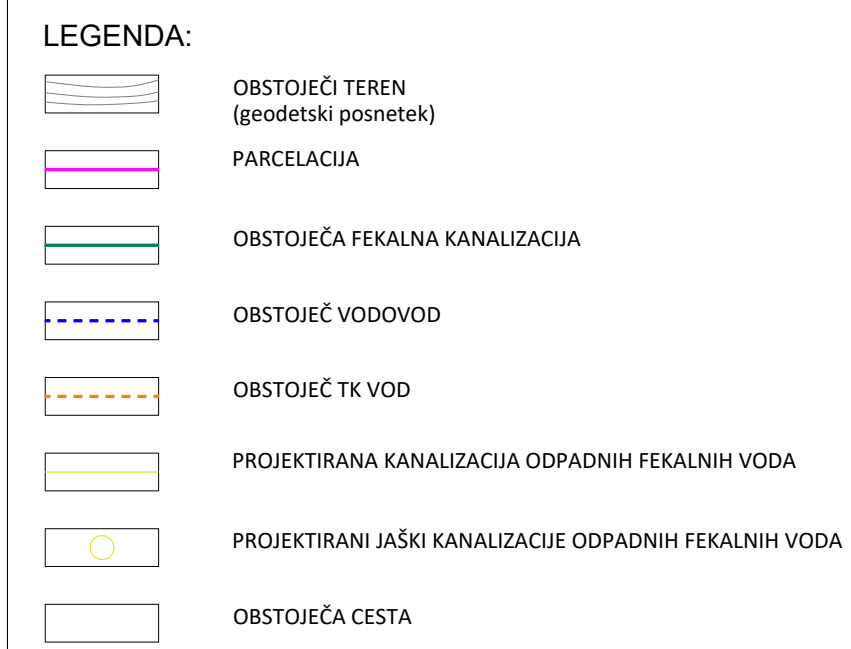 LEGENDA:
OBSTOJEČI TEREN
(geodetski posnetek)
PARCELACIJA
OBSTOJEČA FEKALNA KANALIZACIJA
OBSTOJEČ VODOVOD
OBSTOJEČ TK VOD
PROJEKTIRANA KANALIZACIJA ODPADNIH FEKALNIH VODA
PROJEKTIRANI JAŠKI KANALIZACIJE ODPADNIH FEKALNIH VODA
OBSTOJEČA CESTA